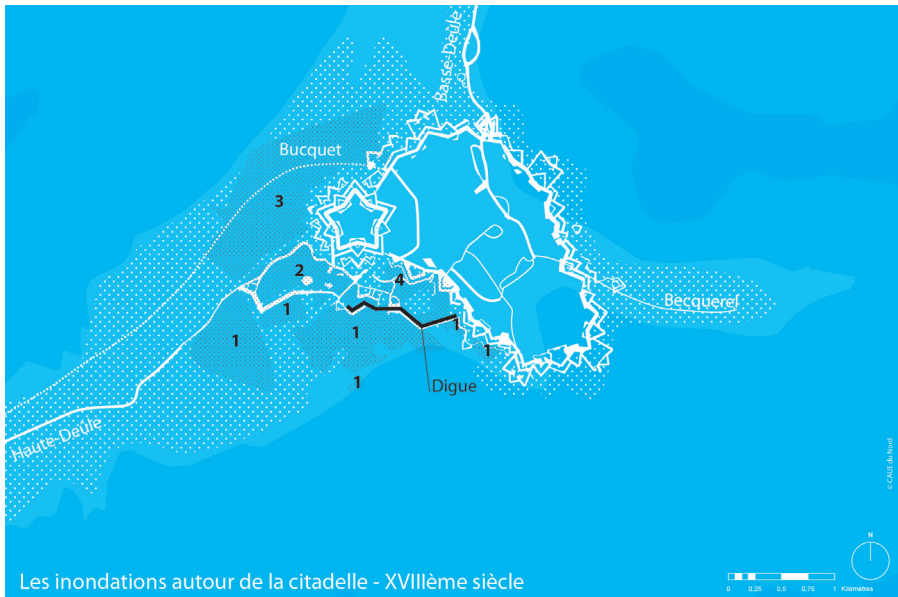 Basse-Deûle
Bucquet
3
2
4
Becquerel
1
1
1
1
1
1
Digue
Haute-Deûle
© CAUE du Nord
N
Les inondations autour de la citadelle - XVIIIème siècle
0 0,25 0,5 0,75 1 Kilomètres